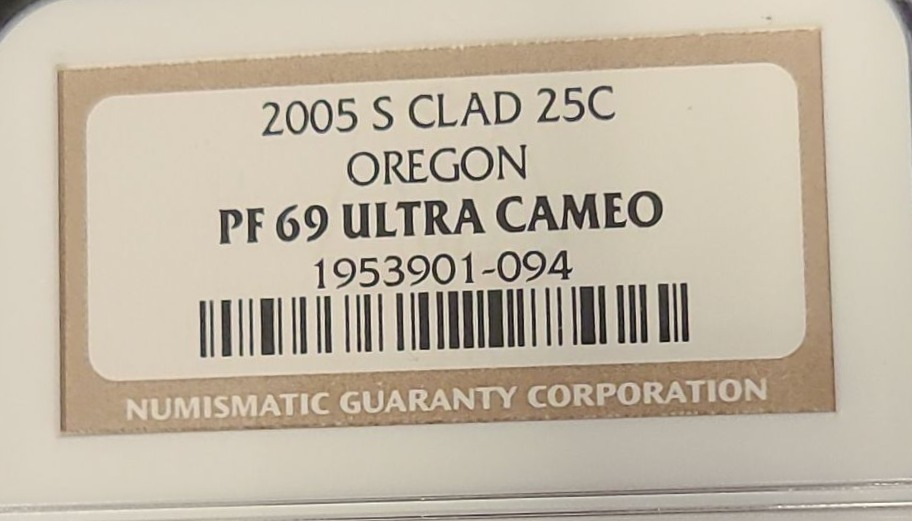 2005 S CLAD 25C
OREGON
PF 69 ULTRA CAMEO
1953901-094
NUMISMATIC GUARANTY CORPORATION